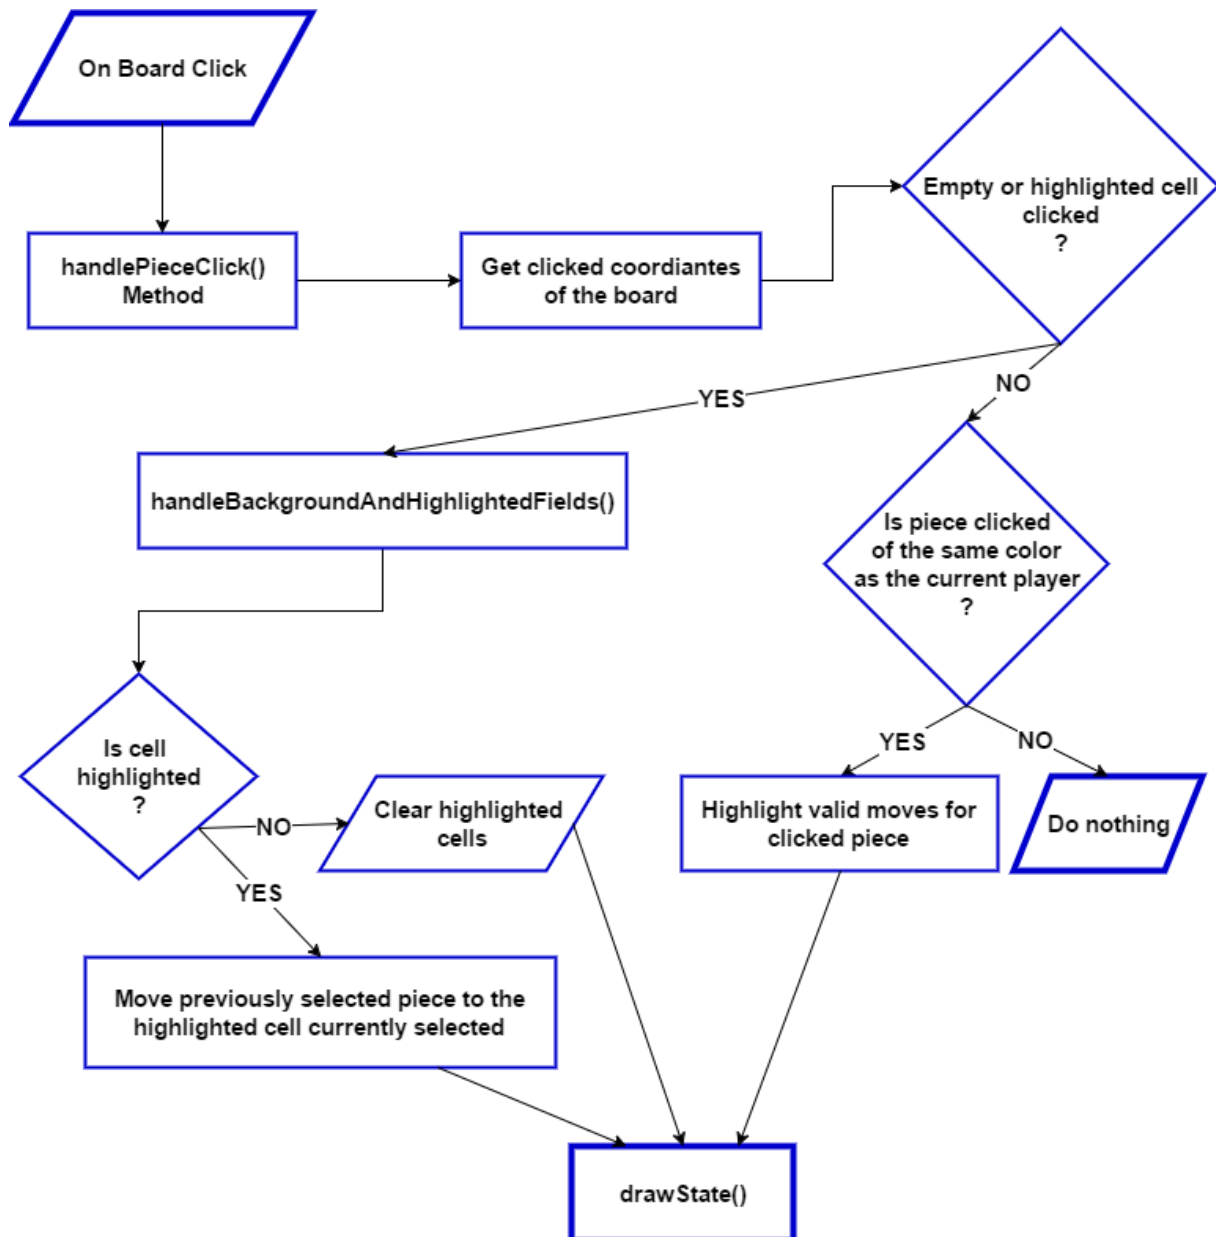 On Board Click
handlePieceClick()
Method
Get clicked coordiantes
of the board
Empty or highlighted cell
clicked
?
YES
NO
handleBackgroundAndHighlightedFields()
Is piece clicked
of the same color
as the current player
?
Is cell
highlighted
?
NO
YES
Clear highlighted
cells
YES
NO
Highlight valid moves for
clicked piece
Do nothing
Move previously selected piece to the
highlighted cell currently selected
drawState()